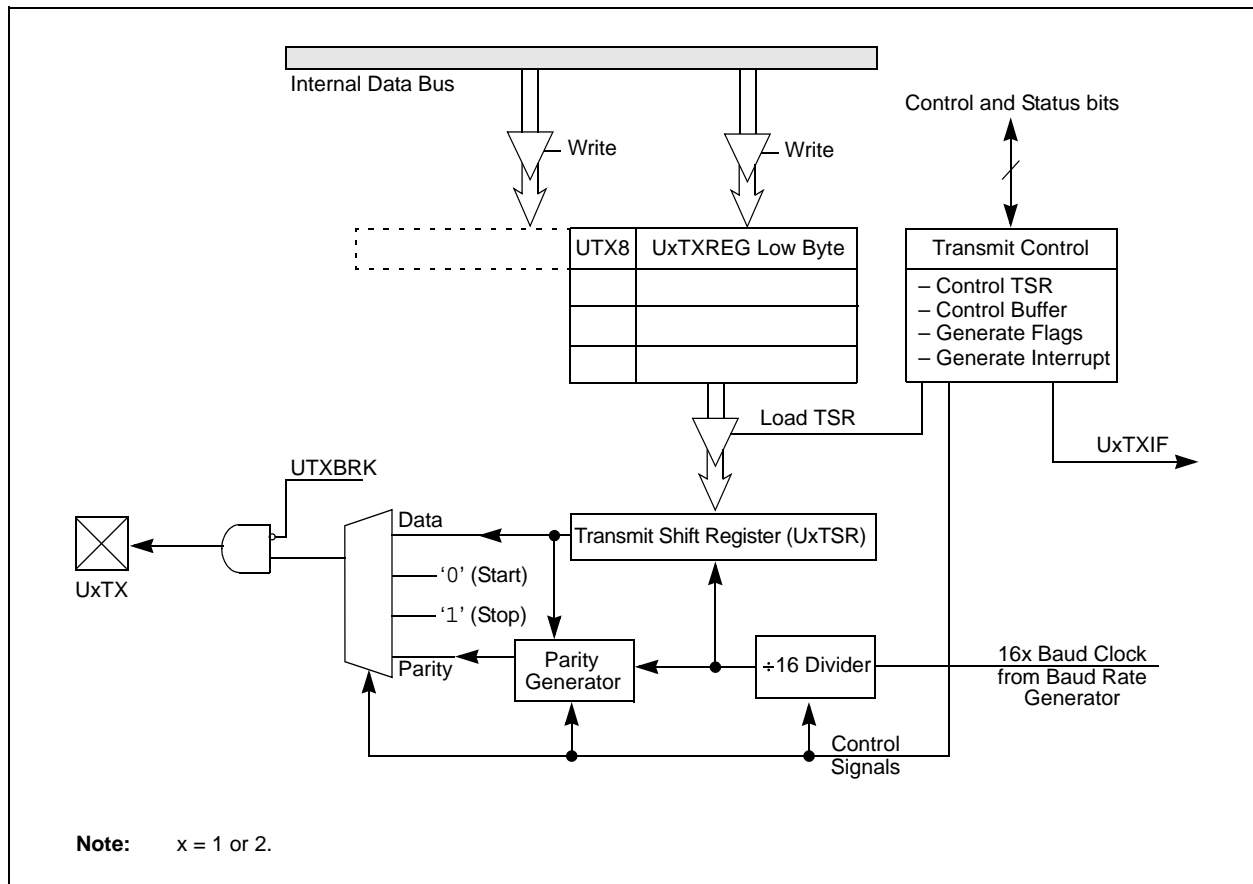 Internal Data Bus
Control and Status bits
Write
Write
UTX8
UxTXREG Low Byte
Transmit Control
– Control TSR
– Control Buffer
– Generate Flags
– Generate Interrupt
Load TSR
UxTXIF
UTXBRK
Data
Transmit Shift Register (UxTSR)
UxTX
‘0’ (Start)
‘1’ (Stop)
Parity
Parity
Generator
÷16 Divider
16x Baud Clock
from Baud Rate
Generator
Control
Signals
Note: x = 1 or 2.